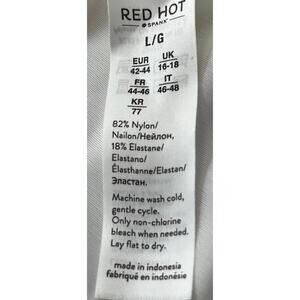 RED HOT
BY SPANX®
L/G
EUR UK
42-44 16-18
FR IT
44-46 46-48
KR
77
82% Nylon/
Nailon/Нейлон,
18% Elastane/
Elastano/
Élasthanne/Elastan/
Эластан.
Machine wash cold,
gentle cycle.
Only non-chlorine
bleach when needed.
Lay flat to dry.
made in indonesia
fabriqué en indonésie